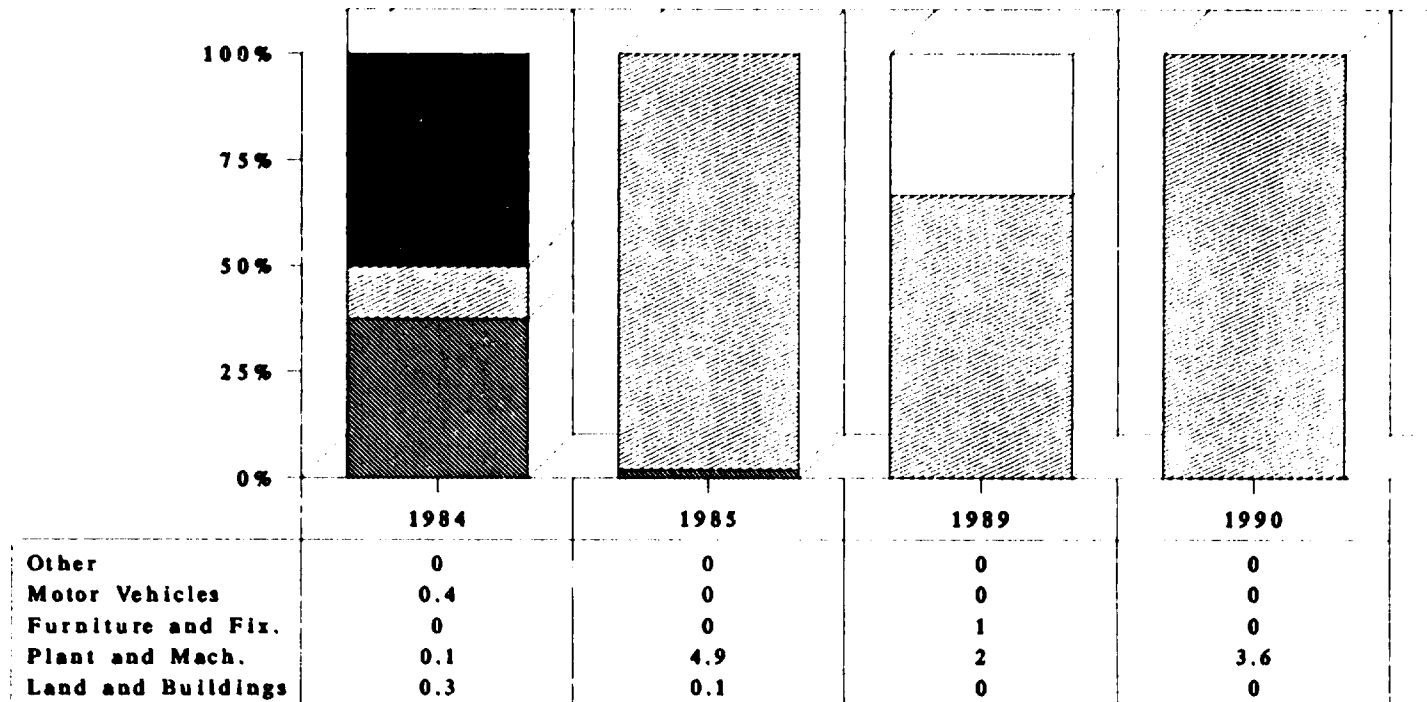 100%
75%
50%
25%
0%
1984 1985 1989 1990
Other 0 0 0 0
Motor Vehicles 0.4 0 0 0
Furniture and Fix. 0 0 1 0
Plant and Mach. 0.1 4.9 2 3.6
Land and Buildings 0.3 0.1 0 0